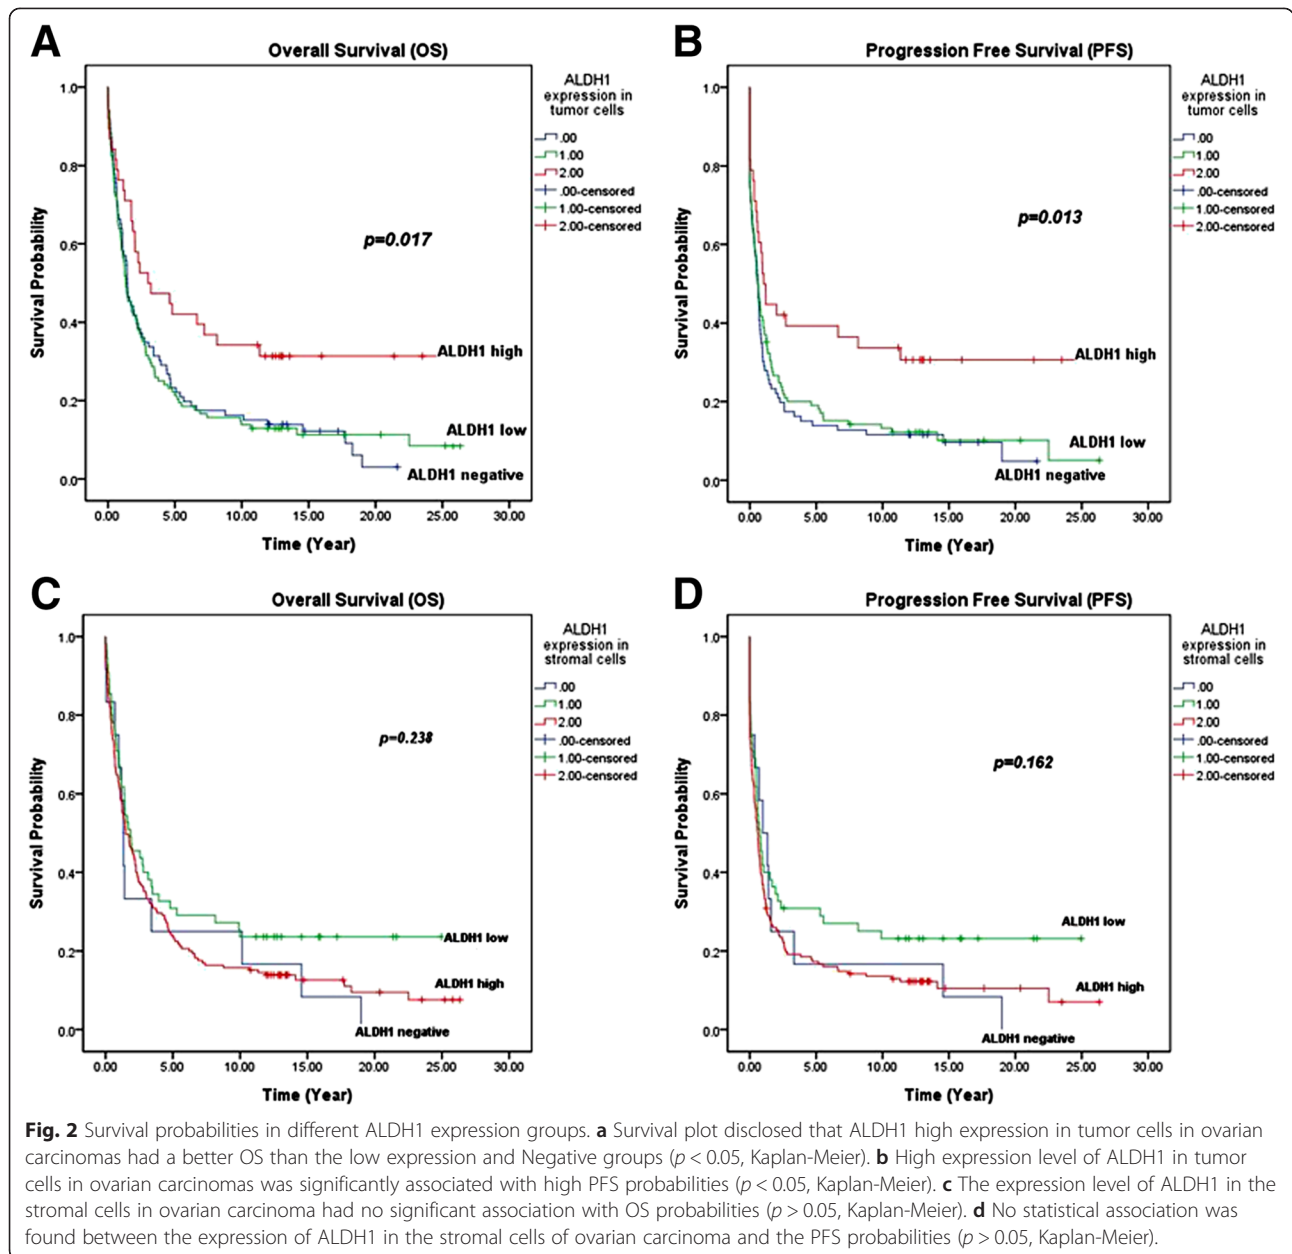 A
Overall Survival (OS)
1.0
0.8
0.6
0.4
0.2
0.0
Survival Probability
0.00 5.00 10.00 15.00 20.00 25.00 30.00
Time (Year)
p=0.017
ALDH1 high
ALDH1 low
ALDH1 negative
ALDH1
expression in
tumor cells
.00
1.00
2.00
.00-censored
1.00-censored
2.00-censored
B
Progression Free Survival (PFS)
1.0
0.8
0.6
0.4
0.2
0.0
Survival Probability
0.00 5.00 10.00 15.00 20.00 25.00 30.00
Time (Year)
p=0.013
ALDH1 high
ALDH1 low
ALDH1 negative
ALDH1
expression in
tumor cells
.00
1.00
2.00
.00-censored
1.00-censored
2.00-censored
C
Overall Survival (OS)
1.0
0.8
0.6
0.4
0.2
0.0
Survival Probability
0.00 5.00 10.00 15.00 20.00 25.00 30.00
Time (Year)
p=0.238
ALDH1 low
ALDH1 high
ALDH1 negative
ALDH1
expression in
stromal cells
.00
1.00
2.00
.00-censored
1.00-censored
2.00-censored
D
Progression Free Survival (PFS)
1.0
0.8
0.6
0.4
0.2
0.0
Survival Probability
0.00 5.00 10.00 15.00 20.00 25.00 30.00
Time (Year)
p=0.162
ALDH1 low
ALDH1 high
ALDH1 negative
ALDH1
expression in
stromal cells
.00
1.00
2.00
.00-censored
1.00-censored
2.00-censored
Fig. 2 Survival probabilities in different ALDH1 expression groups. a Survival plot disclosed that ALDH1 high expression in tumor cells in ovarian
carcinomas had a better OS than the low expression and Negative groups (p < 0.05, Kaplan-Meier). b High expression level of ALDH1 in tumor
cells in ovarian carcinomas was significantly associated with high PFS probabilities (p < 0.05, Kaplan-Meier). c The expression level of ALDH1 in the
stromal cells in ovarian carcinoma had no significant association with OS probabilities (p > 0.05, Kaplan-Meier). d No statistical association was
found between the expression of ALDH1 in the stromal cells of ovarian carcinoma and the PFS probabilities (p > 0.05, Kaplan-Meier).